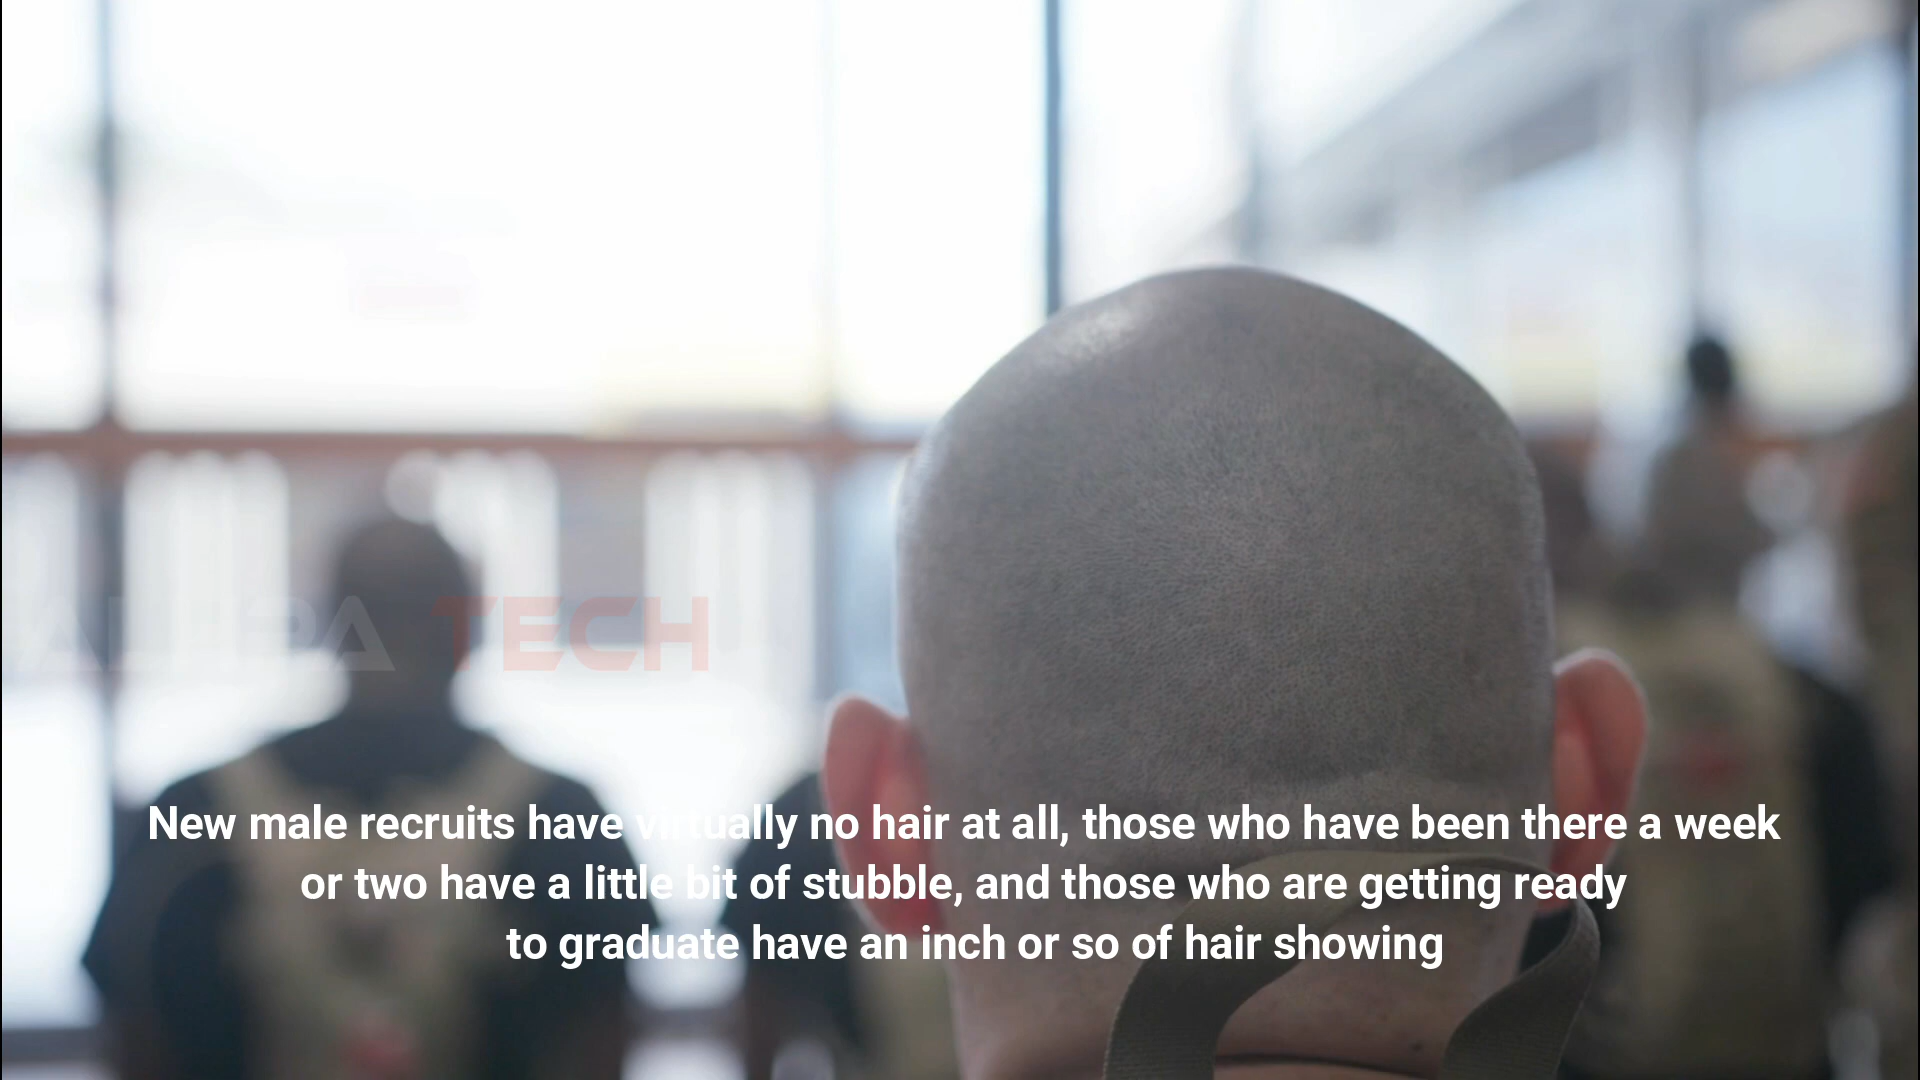 TECH
New male recruits have virtually no hair at all, those who have been there a week
or two have a little bit of stubble, and those who are getting ready
to graduate have an inch or so of hair showing